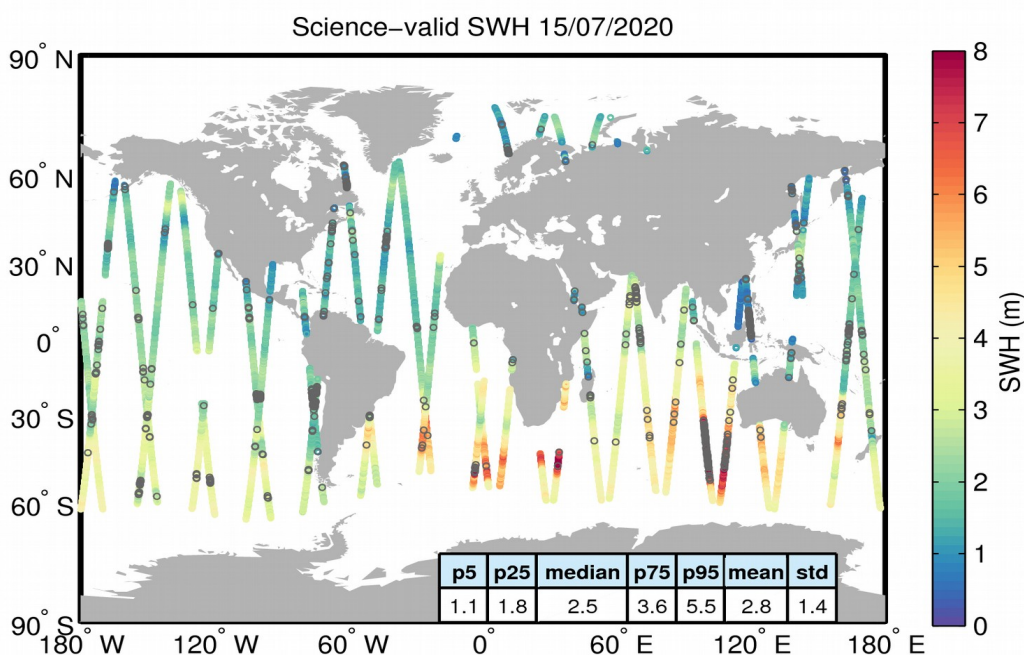 Science−valid SWH 15/07/2020
90° N
60° N
30° N
0°
30° S
60° S
90° S
180° W
120° W
60° W
0°
60° E
120° E
180° E
p5 p25 median p75 p95 mean std
1.1 1.8 2.5 3.6 5.5 2.8 1.4
8
7
6
5
4
3
2
1
0
SWH (m)